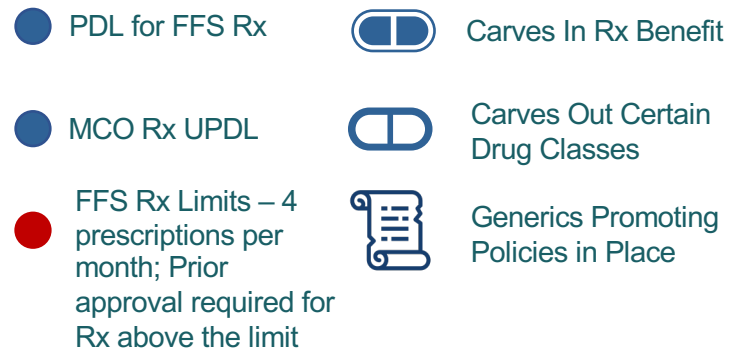 PDL for FFS Rx
Carves In Rx Benefit
MCO Rx UPDL
Carves Out Certain
Drug Classes
FFS Rx Limits – 4
prescriptions per
month; Prior
approval required for
Rx above the limit
Generics Promoting
Policies in Place